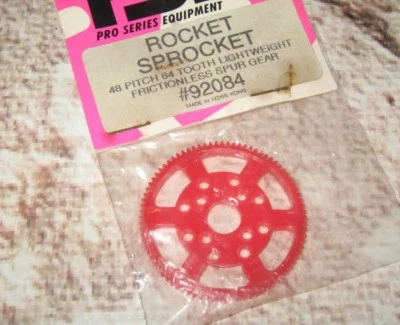 PRO SERIES EQUIPMENT
ROCKET
SPROCKET
48 PITCH 84 TOOTH LIGHTWEIGHT
FRICTIONLESS SPUR GEAR
#92084
MADE IN HONG KONG